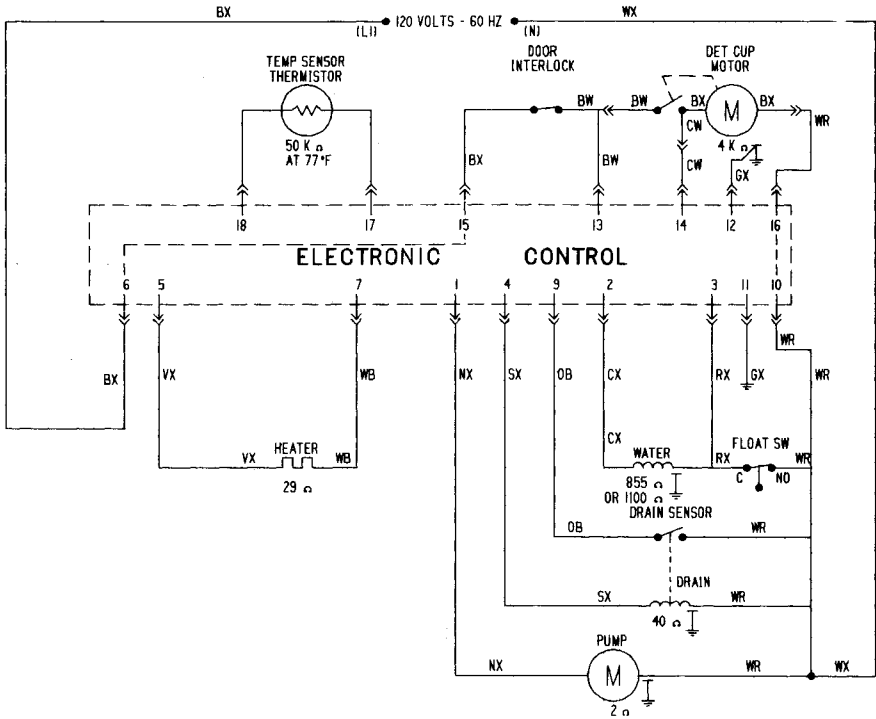 BX
(L1)
120 VOLTS - 60 HZ
(N)
WX
TEMP SENSOR
THERMISTOR
DOOR
INTERLOCK
DET CUP
MOTOR
BW
BW
BX
M
BX
CW
WR
50 K Ω
AT 77°F
4 K Ω
BX
BW
CW
GX
18
17
15
13
14
12
16
ELECTRONIC CONTROL
6
5
7
1
4
9
2
3
11
10
WR
BX
VX
WB
NX
SX
OB
CX
RX
GX
WR
CX
HEATER
VX
WB
29 Ω
WATER
RX
FLOAT SW
WR
C
NO
855 Ω
OR 1100 Ω
DRAIN SENSOR
OB
WR
DRAIN
SX
WR
40 Ω
PUMP
NX
M
WR
WX
2 Ω